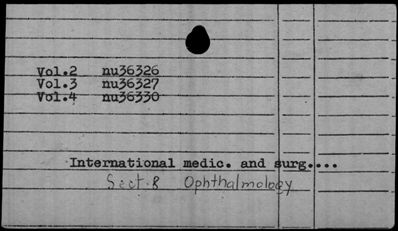 Vol.2 nu36326
Vol.3 nu36327
Vol.4 nu36330
International medic. and surg....
Sect. 8 Ophthalmology